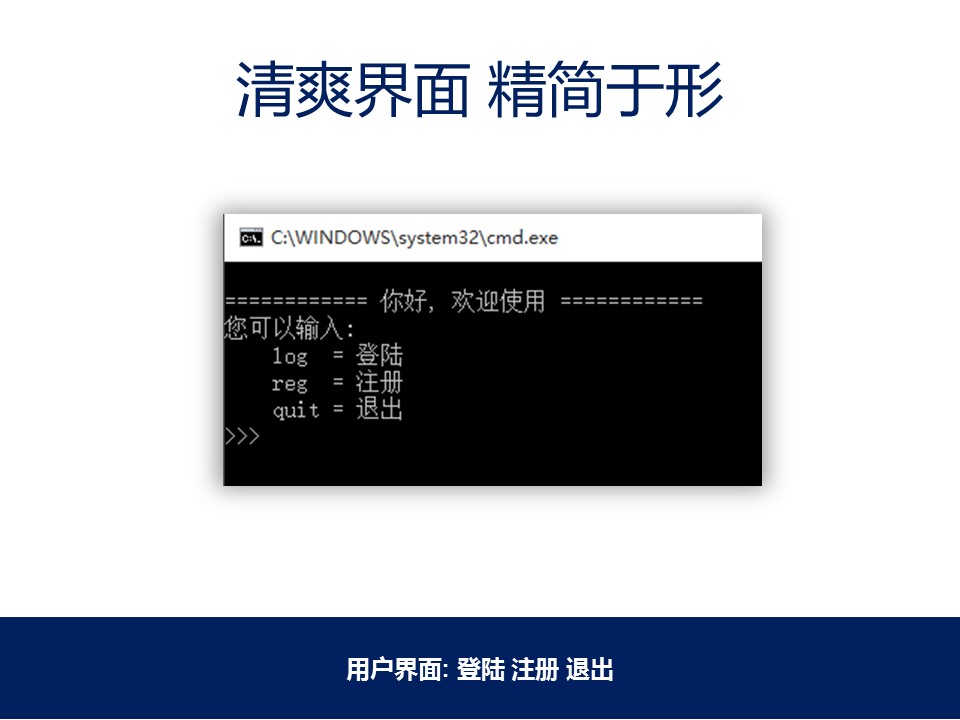 清爽界面 精简于形
C:\WINDOWS\system32\cmd.exe
============ 你好, 欢迎使用 ============
您可以输入:
log = 登陆
reg = 注册
quit = 退出
>>>
用户界面: 登陆 注册 退出